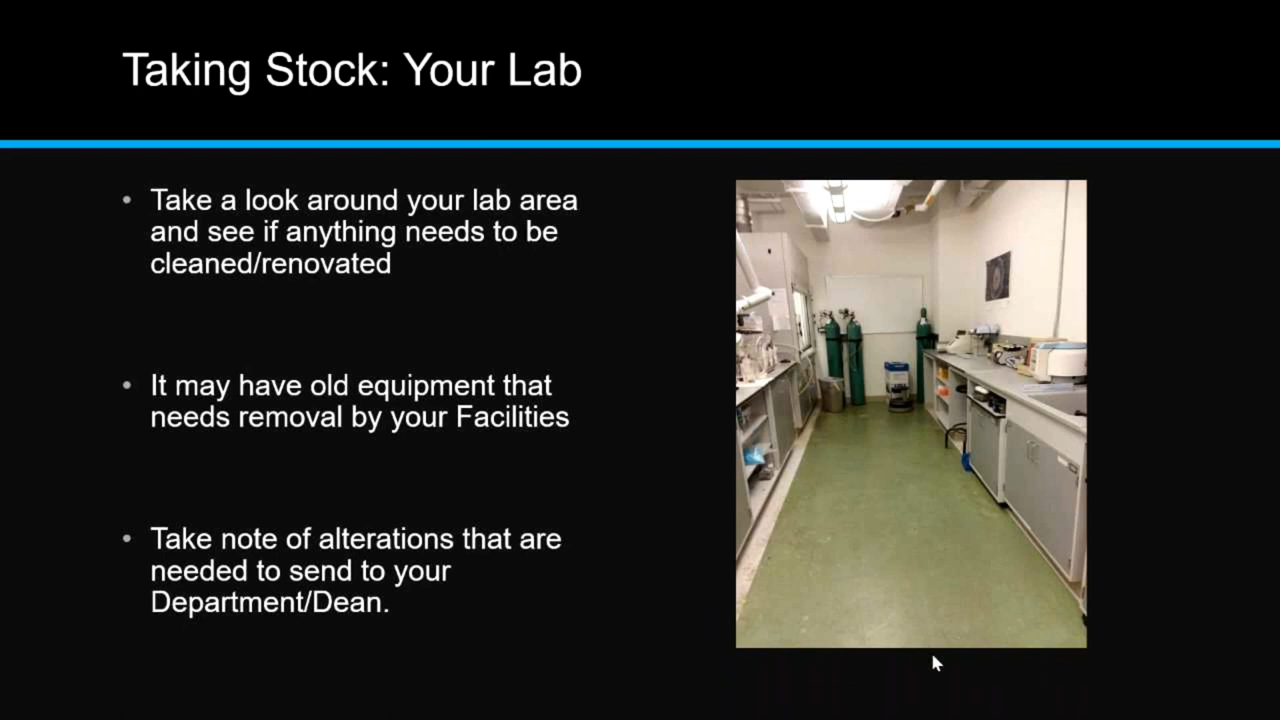 Taking Stock: Your Lab
• Take a look around your lab area
and see if anything needs to be
cleaned/renovated
• It may have old equipment that
needs removal by your Facilities
• Take note of alterations that are
needed to send to your
Department/Dean.